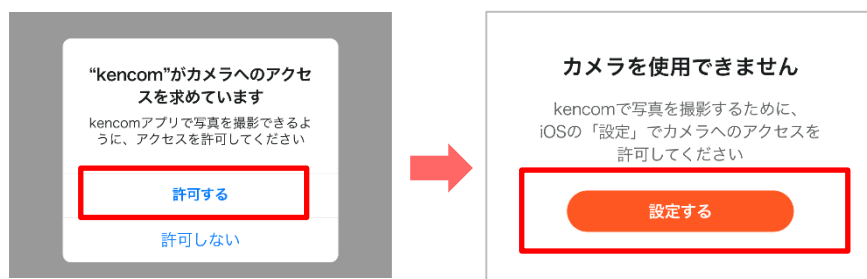 “kencom”がカメラへのアクセ
スを求めています
kencomアプリで写真を撮影できるよ
うに、アクセスを許可してください
許可する
許可しない
カメラを使用できません
kencomで写真を撮影するために、
iOSの「設定」でカメラへのアクセスを
許可してください
設定する